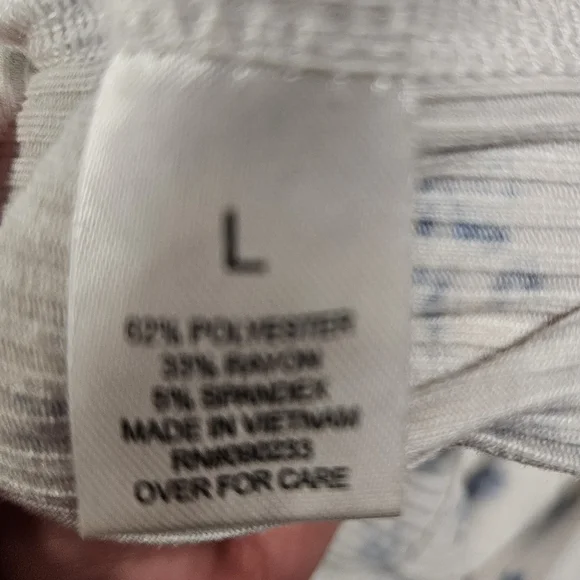 L
62% POLYESTER
33% RAYON
5% SPANDEX
MADE IN VIETNAM
OVER FOR CARE